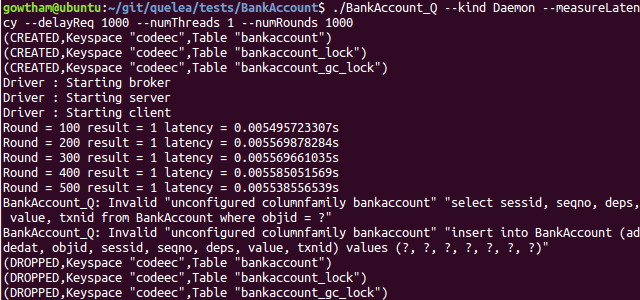 gowtham@ubuntu:~/git/quelea/tests/BankAccount$ ./BankAccount_Q --kind Daemon --measureLaten
cy --delayReq 1000 --numThreads 1 --numRounds 1000
(CREATED,Keyspace "codeec",Table "bankaccount")
(CREATED,Keyspace "codeec",Table "bankaccount_lock")
(CREATED,Keyspace "codeec",Table "bankaccount_gc_lock")
Driver : Starting broker
Driver : Starting server
Driver : Starting client
Round = 100 result = 1 latency = 0.005495723307s
Round = 200 result = 1 latency = 0.005569878284s
Round = 300 result = 1 latency = 0.005569661035s
Round = 400 result = 1 latency = 0.005585051569s
Round = 500 result = 1 latency = 0.005538556539s
BankAccount_Q: Invalid "unconfigured columnfamily bankaccount" "select sessid, seqno, deps,
 value, txnid from BankAccount where objid = ?"
BankAccount_Q: Invalid "unconfigured columnfamily bankaccount" "insert into BankAccount (ad
dedat, objid, sessid, seqno, deps, value, txnid) values (?, ?, ?, ?, ?, ?, ?)"
(DROPPED,Keyspace "codeec",Table "bankaccount")
(DROPPED,Keyspace "codeec",Table "bankaccount_lock")
(DROPPED,Keyspace "codeec",Table "bankaccount_gc_lock")